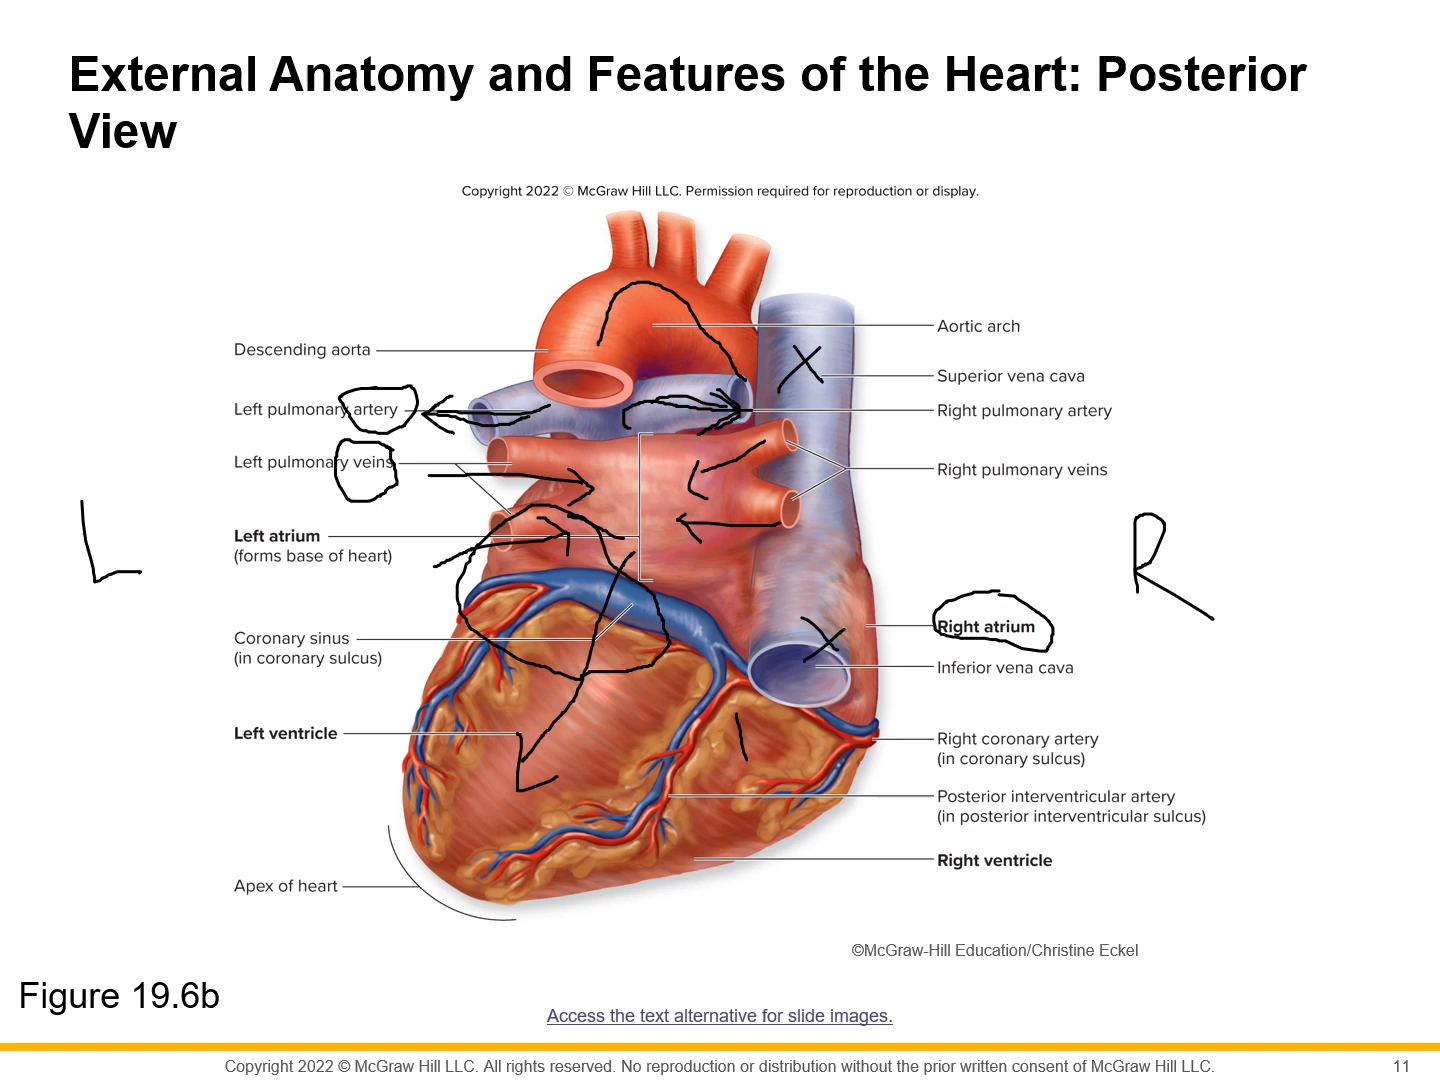 External Anatomy and Features of the Heart: Posterior
View
Copyright 2022 © McGraw Hill LLC. Permission required for reproduction or display.
Descending aorta
Left pulmonary artery
Left pulmonary veins
Left atrium
(forms base of heart)
Coronary sinus
(in coronary sulcus)
Left ventricle
Apex of heart
L
Aortic arch
Superior vena cava
Right pulmonary artery
Right pulmonary veins
R
Right atrium
Inferior vena cava
Right coronary artery
(in coronary sulcus)
Posterior interventricular artery
(in posterior interventricular sulcus)
Right ventricle
X
X
©McGraw-Hill Education/Christine Eckel
Figure 19.6b
Access the text alternative for slide images.
Copyright 2022 © McGraw Hill LLC. All rights reserved. No reproduction or distribution without the prior written consent of McGraw Hill LLC.
11